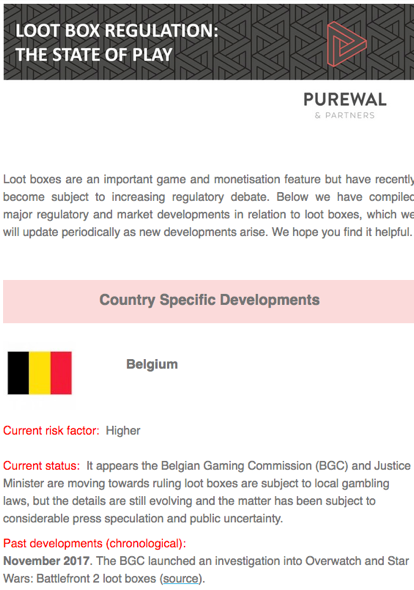 LOOT BOX REGULATION:
THE STATE OF PLAY
PUREWAL
& PARTNERS
Loot boxes are an important game and monetisation feature but have recently
become subject to increasing regulatory debate. Below we have compiled
major regulatory and market developments in relation to loot boxes, which we
will update periodically as new developments arise. We hope you find it helpful.
Country Specific Developments
Belgium
Current risk factor: Higher
Current status: It appears the Belgian Gaming Commission (BGC) and Justice
Minister are moving towards ruling loot boxes are subject to local gambling
laws, but the details are still evolving and the matter has been subject to
considerable press speculation and public uncertainty.
Past developments (chronological):
November 2017. The BGC launched an investigation into Overwatch and Star
Wars: Battlefront 2 loot boxes (source).